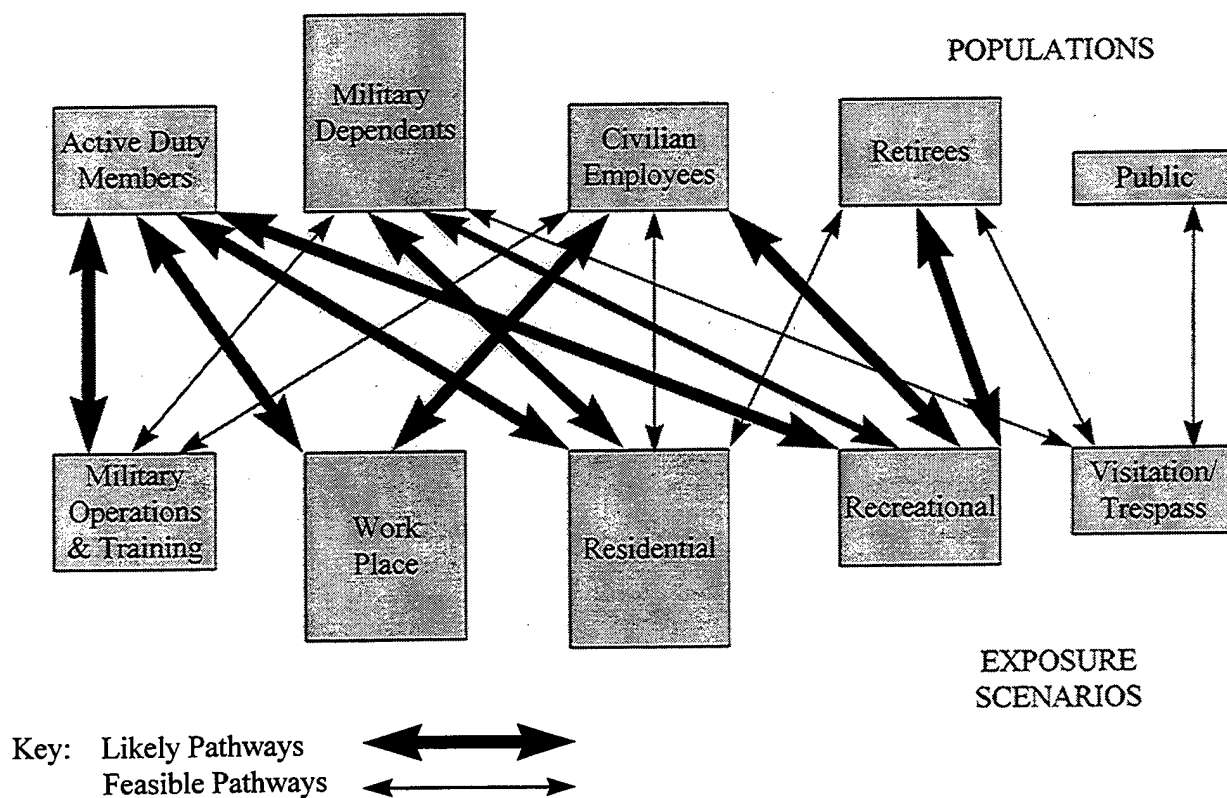 POPULATIONS
Active Duty
Members
Military
Dependents
Civilian
Employees
Retirees
Public
Military
Operations
& Training
Work
Place
Residential
Recreational
Visitation/
Trespass
EXPOSURE
SCENARIOS
Key: Likely Pathways
Feasible Pathways